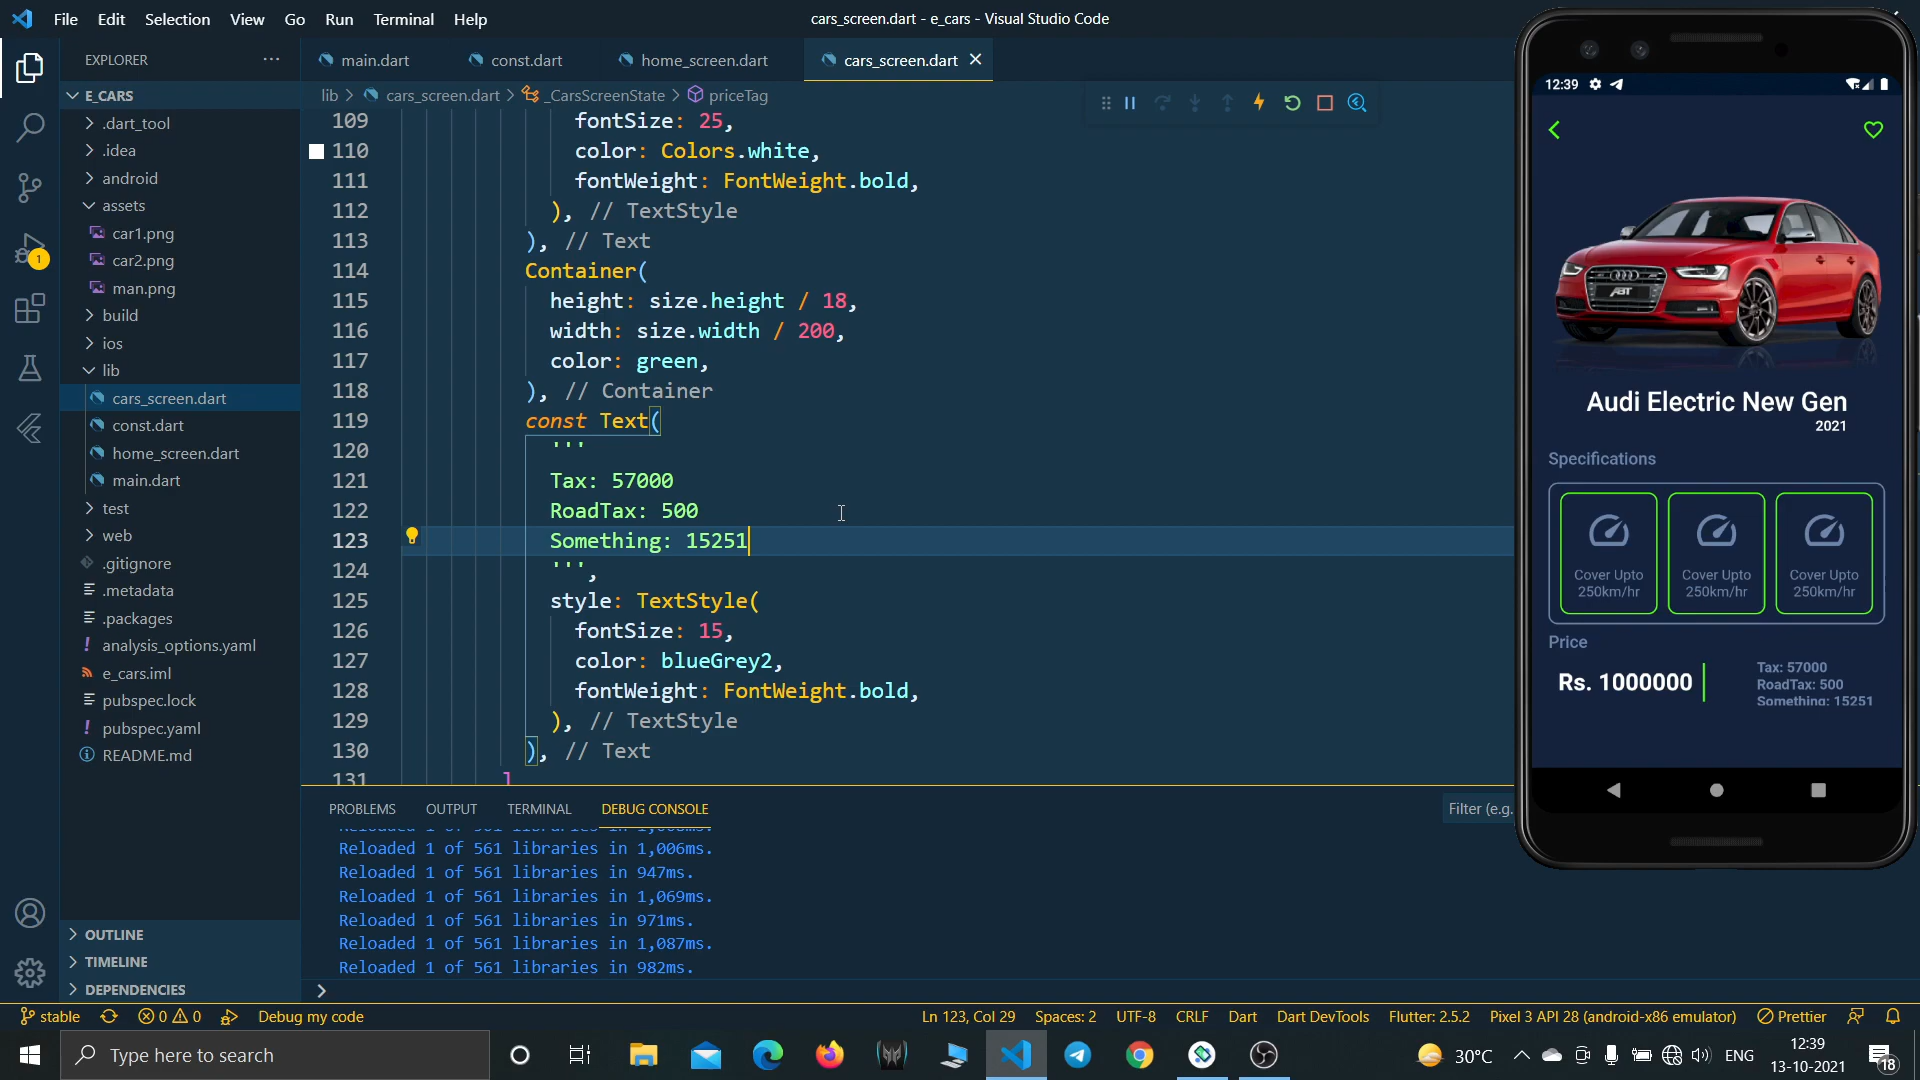 File Edit Selection View Go Run Terminal Help
cars_screen.dart - e_cars - Visual Studio Code
EXPLORER
E_CARS
.dart_tool
.idea
android
assets
car1.png
car2.png
man.png
build
ios
lib
cars_screen.dart
const.dart
home_screen.dart
main.dart
test
web
.gitignore
.metadata
.packages
analysis_options.yaml
e_cars.iml
pubspec.lock
pubspec.yaml
README.md
OUTLINE
TIMELINE
DEPENDENCIES
1
main.dart const.dart home_screen.dart cars_screen.dart
lib > cars_screen.dart > _CarsScreenState > priceTag
109 fontSize: 25,
110 color: Colors.white,
111 fontWeight: FontWeight.bold,
112 ), // TextStyle
113 ), // Text
114 Container(
115 height: size.height / 18,
116 width: size.width / 200,
117 color: green,
118 ), // Container
119 const Text(
120 '''
121 Tax: 57000
122 RoadTax: 500
123 Something: 15251
124 ''',
125 style: TextStyle(
126 fontSize: 15,
127 color: blueGrey2,
128 fontWeight: FontWeight.bold,
129 ), // TextStyle
130 ), // Text
131 ]
PROBLEMS OUTPUT TERMINAL DEBUG CONSOLE
Filter (e.g.
Reloaded 1 of 561 libraries in 1,006ms.
Reloaded 1 of 561 libraries in 947ms.
Reloaded 1 of 561 libraries in 1,069ms.
Reloaded 1 of 561 libraries in 971ms.
Reloaded 1 of 561 libraries in 1,087ms.
Reloaded 1 of 561 libraries in 982ms.
12:39
ABT
Audi Electric New Gen
2021
Specifications
Cover Upto
250km/hr
Cover Upto
250km/hr
Cover Upto
250km/hr
Price
Rs. 1000000
Tax: 57000
RoadTax: 500
Something: 15251
stable 0 0 Debug my code
Ln 123, Col 29 Spaces: 2 UTF-8 CRLF Dart Dart DevTools Flutter: 2.5.2 Pixel 3 API 28 (android-x86 emulator) Prettier
Type here to search
30°C
ENG
12:39
13-10-2021
18